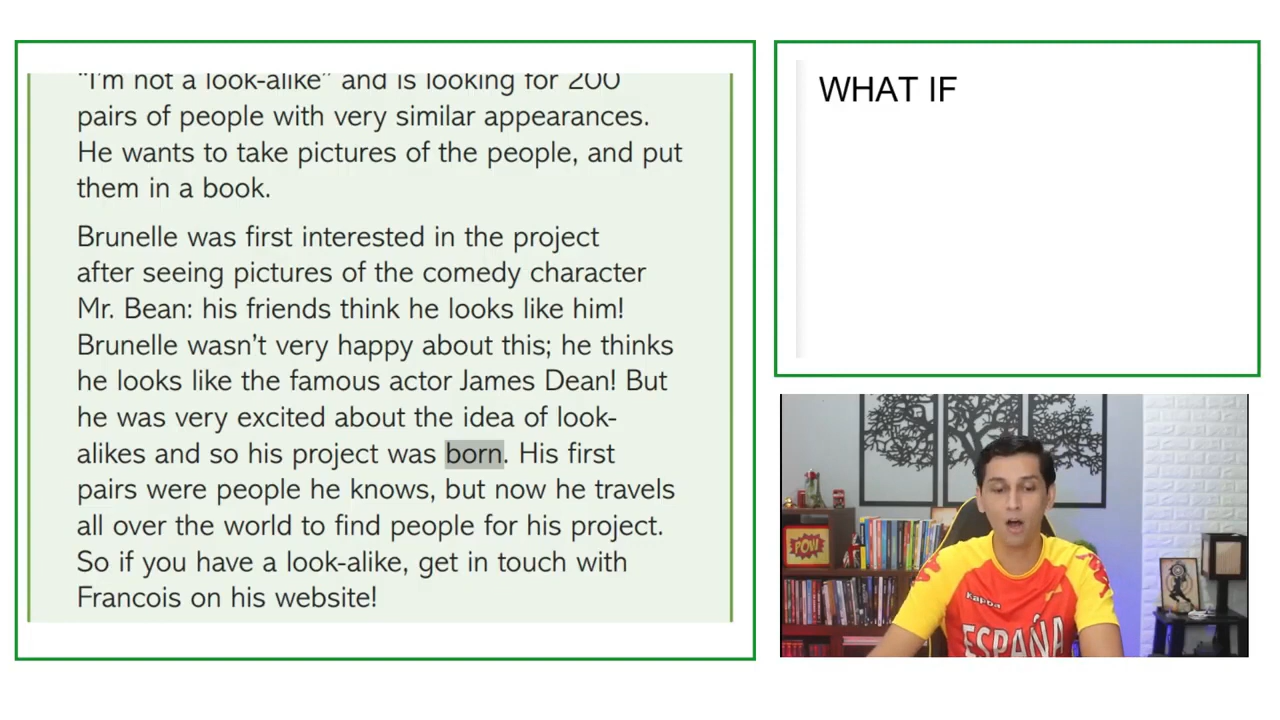 "I'm not a look-alike" and is looking for 200
pairs of people with very similar appearances.
He wants to take pictures of the people, and put
them in a book.
Brunelle was first interested in the project
after seeing pictures of the comedy character
Mr. Bean: his friends think he looks like him!
Brunelle wasn't very happy about this; he thinks
he looks like the famous actor James Dean! But
he was very excited about the idea of look-
alikes and so his project was born. His first
pairs were people he knows, but now he travels
all over the world to find people for his project.
So if you have a look-alike, get in touch with
Francois on his website!
WHAT IF
POW!
Kappa
ESPAÑA